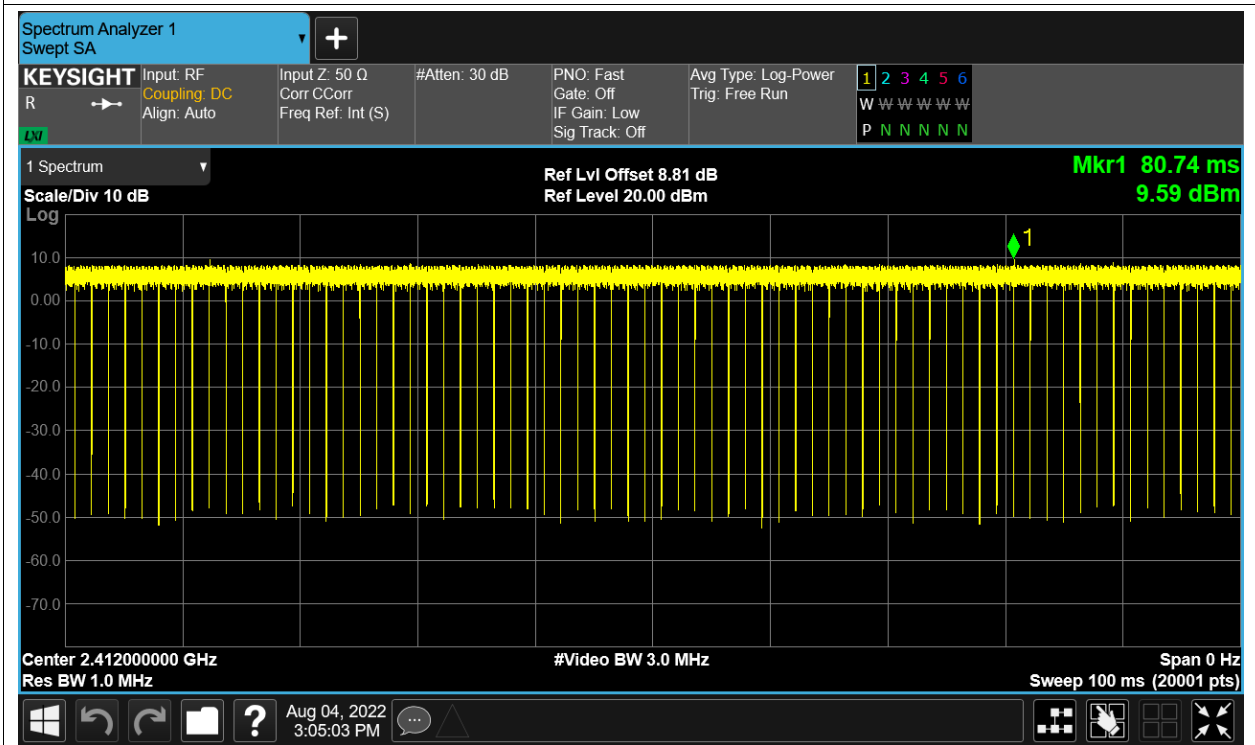 Spectrum Analyzer 1
Swept SA
KEYSIGHT
R
LXI
Input: RF
Coupling: DC
Align: Auto
Input Z: 50 Ω
Corr CCorr
Freq Ref: Int (S)
#Atten: 30 dB
PNO: Fast
Gate: Off
IF Gain: Low
Sig Track: Off
Avg Type: Log-Power
Trig: Free Run
1 2 3 4 5 6
W W W W W W
P N N N N N
1 Spectrum
Scale/Div 10 dB
Ref Lvl Offset 8.81 dB
Ref Level 20.00 dBm
Mkr1 80.74 ms
9.59 dBm
Log
1
10.0
0.00
-10.0
-20.0
-30.0
-40.0
-50.0
-60.0
-70.0
Center 2.412000000 GHz
Res BW 1.0 MHz
#Video BW 3.0 MHz
Span 0 Hz
Sweep 100 ms (20001 pts)
?
Aug 04, 2022
3:05:03 PM